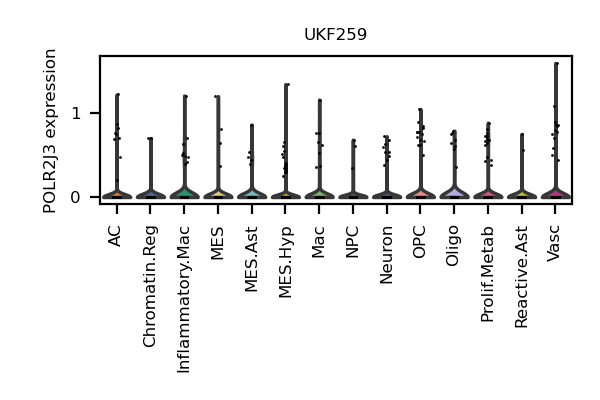 UKF259
POLR2J3 expression
1
0
AC
Chromatin.Reg
Inflammatory.Mac
MES
MES.Ast
MES.Hyp
Mac
NPC
Neuron
OPC
Oligo
Prolif.Metab
Reactive.Ast
Vasc